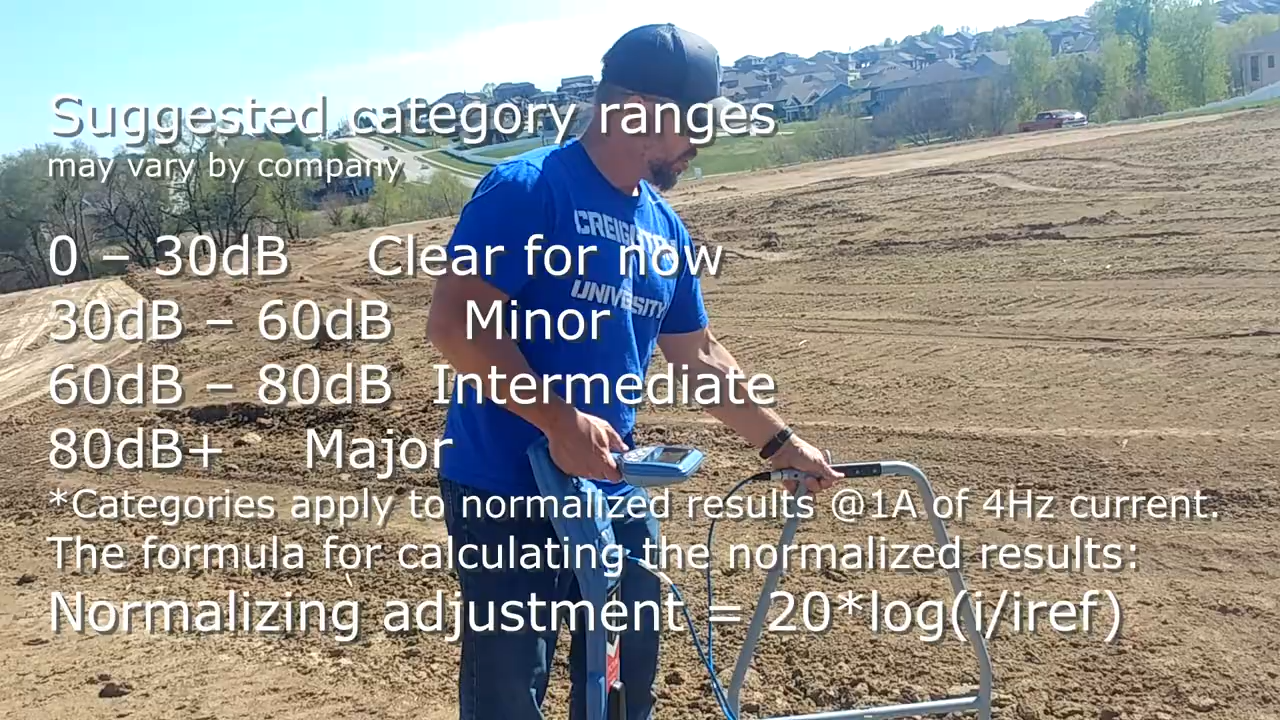 Suggested category ranges
may vary by company
0 – 30dB Clear for now
30dB – 60dB Minor
60dB – 80dB Intermediate
80dB+ Major
*Categories apply to normalized results @1A of 4Hz current.
The formula for calculating the normalized results:
Normalizing adjustment = 20*log(i/iref)
CREIGHTON
UNIVERSITY